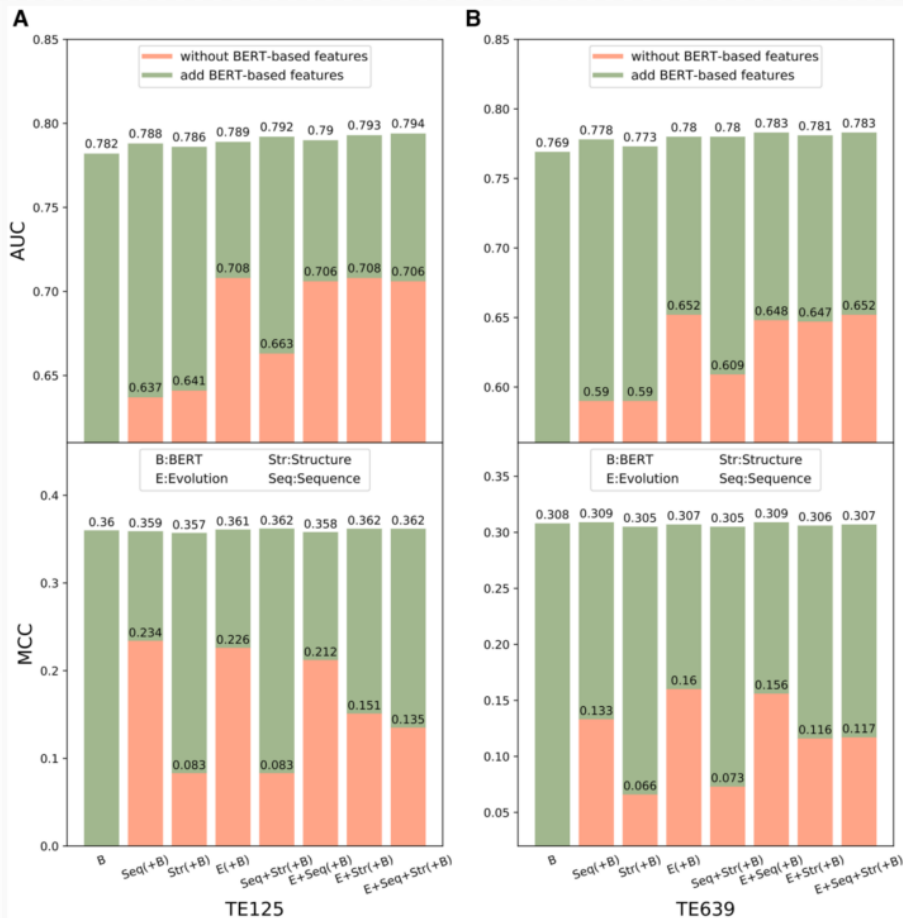 A
B
0.85
0.80
0.75
0.70
0.65
AUC
without BERT-based features
add BERT-based features
0.782
0.788
0.786
0.789
0.792
0.79
0.793
0.794
0.637
0.641
0.708
0.663
0.706
0.708
0.706
0.85
0.80
0.75
0.70
0.65
0.60
without BERT-based features
add BERT-based features
0.769
0.778
0.773
0.78
0.78
0.783
0.781
0.783
0.59
0.59
0.652
0.609
0.648
0.647
0.652
0.4
0.3
0.2
0.1
0.0
MCC
B:BERT Str:Structure
E:Evolution Seq:Sequence
0.36
0.359
0.357
0.361
0.362
0.358
0.362
0.362
0.234
0.083
0.226
0.083
0.212
0.151
0.135
B
Seq(+B)
Str(+B)
E(+B)
Seq+Str(+B)
E+Seq(+B)
E+Str(+B)
E+Seq+Str(+B)
TE125
0.35
0.30
0.25
0.20
0.15
0.10
0.05
B:BERT Str:Structure
E:Evolution Seq:Sequence
0.308
0.309
0.305
0.307
0.305
0.309
0.306
0.307
0.133
0.066
0.16
0.073
0.156
0.116
0.117
B
Seq(+B)
Str(+B)
E(+B)
Seq+Str(+B)
E+Seq(+B)
E+Str(+B)
E+Seq+Str(+B)
TE639